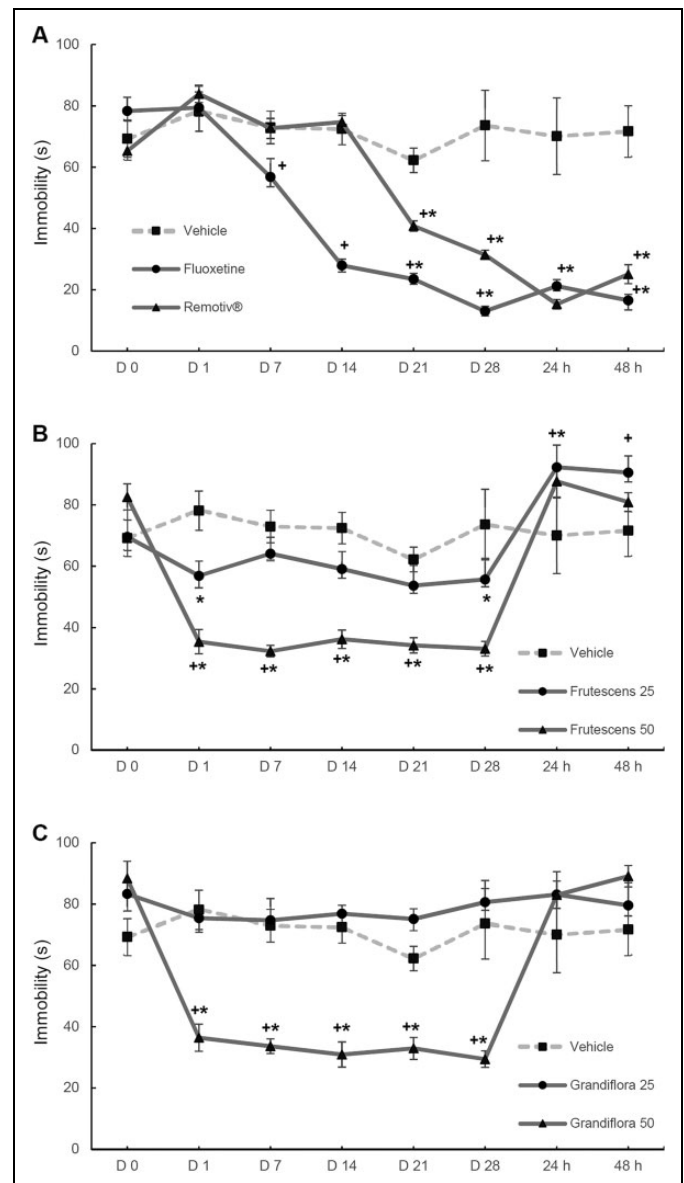 A
100
80
60
40
20
0
Immobility (s)
+
+
+*
+*
+*
+*
+*
+*
Vehicle
Fluoxetine
Remotiv®
D 0 D 1 D 7 D 14 D 21 D 28 24 h 48 h
B
100
80
60
40
20
0
Immobility (s)
+*
+
*
*
+*
+*
+*
+*
+*
Vehicle
Frutescens 25
Frutescens 50
D 0 D 1 D 7 D 14 D 21 D 28 24 h 48 h
C
100
80
60
40
20
0
Immobility (s)
+*
+*
+*
+*
+*
Vehicle
Grandiflora 25
Grandiflora 50
D 0 D 1 D 7 D 14 D 21 D 28 24 h 48 h